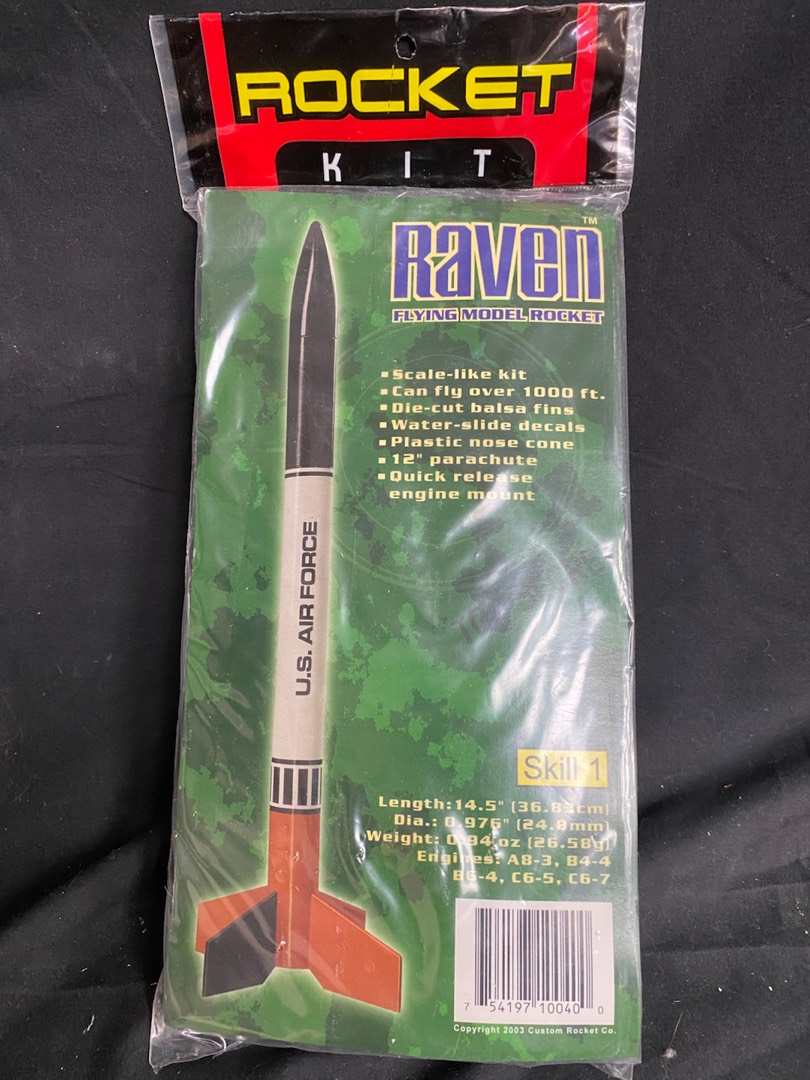 ROCKET
KIT
Raven™
FLYING MODEL ROCKET
▪Scale-like kit
▪Can fly over 1000 ft.
▪Die-cut balsa fins
▪Water-slide decals
▪Plastic nose cone
▪12" parachute
▪Quick release
engine mount
U.S. AIR FORCE
Skill 1
Length:14.5" (36.83cm)
Dia.: 0.976" (24.8mm)
Weight: 0.94 oz (26.58g)
Engines: A8-3, B4-4
B6-4, C6-5, C6-7
7 54197 10040 0
Copyright 2003 Custom Rocket Co.